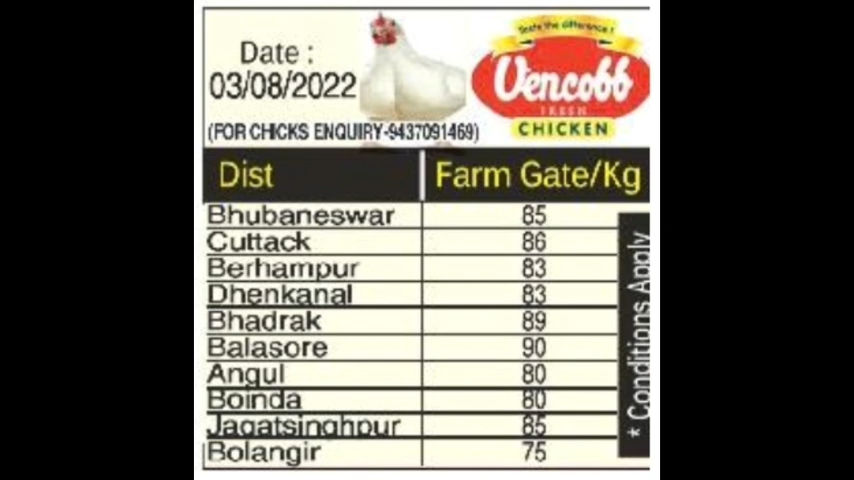 Date :
03/08/2022
Taste the difference !
Vencobb
FRESH
CHICKEN
(FOR CHICKS ENQUIRY-9437091469)
Dist Farm Gate/Kg
Bhubaneswar 85
Cuttack 86
Berhampur 83
Dhenkanal 83
Bhadrak 89
Balasore 90
Angul 80
Boinda 80
Jagatsinghpur 85
Bolangir 75
* Conditions Apply